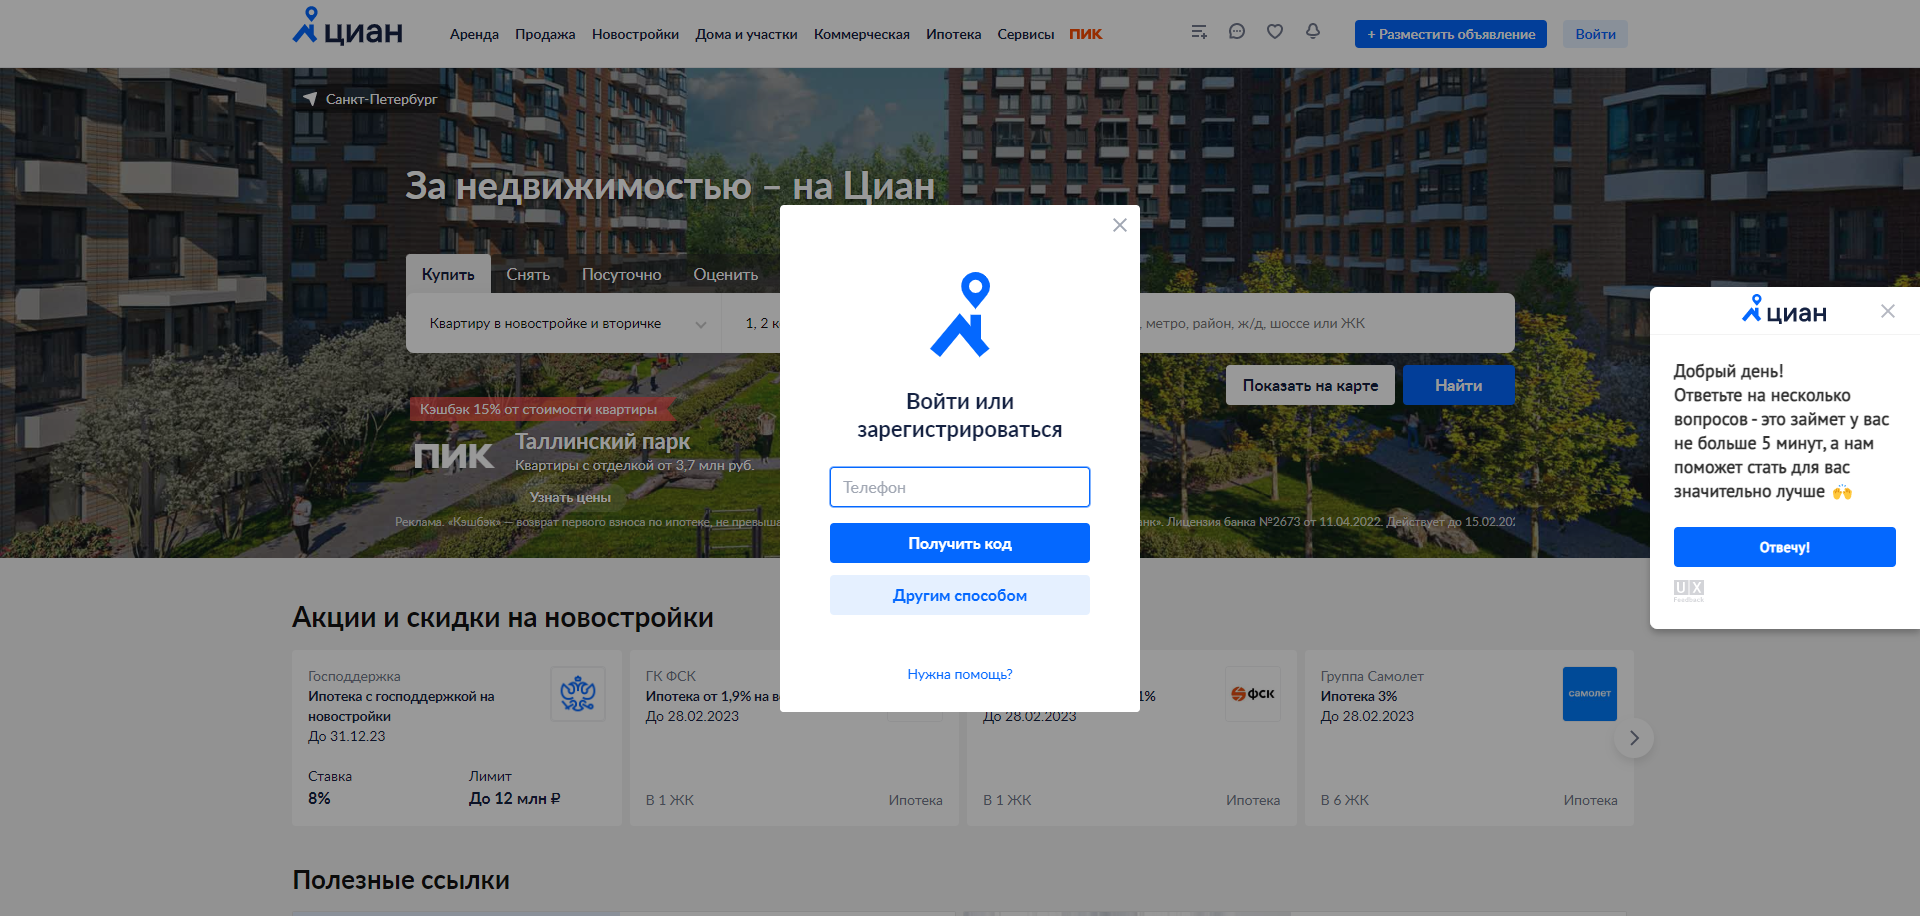 циан
Аренда Продажа Новостройки Дома и участки Коммерческая Ипотека Сервисы ПИК
+ Разместить объявление
Войти
Санкт-Петербург
За недвижимостью – на Циан
Купить Снять Посуточно Оценить
Квартиру в новостройке и вторичке
1, 2
, метро, район, ж/д, шоссе или ЖК
Показать на карте
Найти
Кэшбэк 15% от стоимости квартиры
ПИК
Таллинский парк
Квартиры с отделкой от 3,7 млн руб.
Узнать цены
Реклама. «Кэшбэк» — возврат первого взноса по ипотеке, не превыша
анк». Лицензия банка №2673 от 11.04.2022. Действует до 15.02.202
Войти или
зарегистрироваться
Телефон
Получить код
Другим способом
Нужна помощь?
циан
Добрый день!
Ответьте на несколько
вопросов - это займет у вас
не больше 5 минут, а нам
поможет стать для вас
значительно лучше 🙌
Отвечу!
UX
Feedback
Акции и скидки на новостройки
Господдержка
Ипотека с господдержкой на
новостройки
До 31.12.23
Ставка
8%
Лимит
До 12 млн ₽
ГК ФСК
Ипотека от 1,9% на в
До 28.02.2023
В 1 ЖК
Ипотека
1%
До 28.02.2023
ФСК
В 1 ЖК
Ипотека
Группа Самолет
Ипотека 3%
До 28.02.2023
самолет
В 6 ЖК
Ипотека
Полезные ссылки